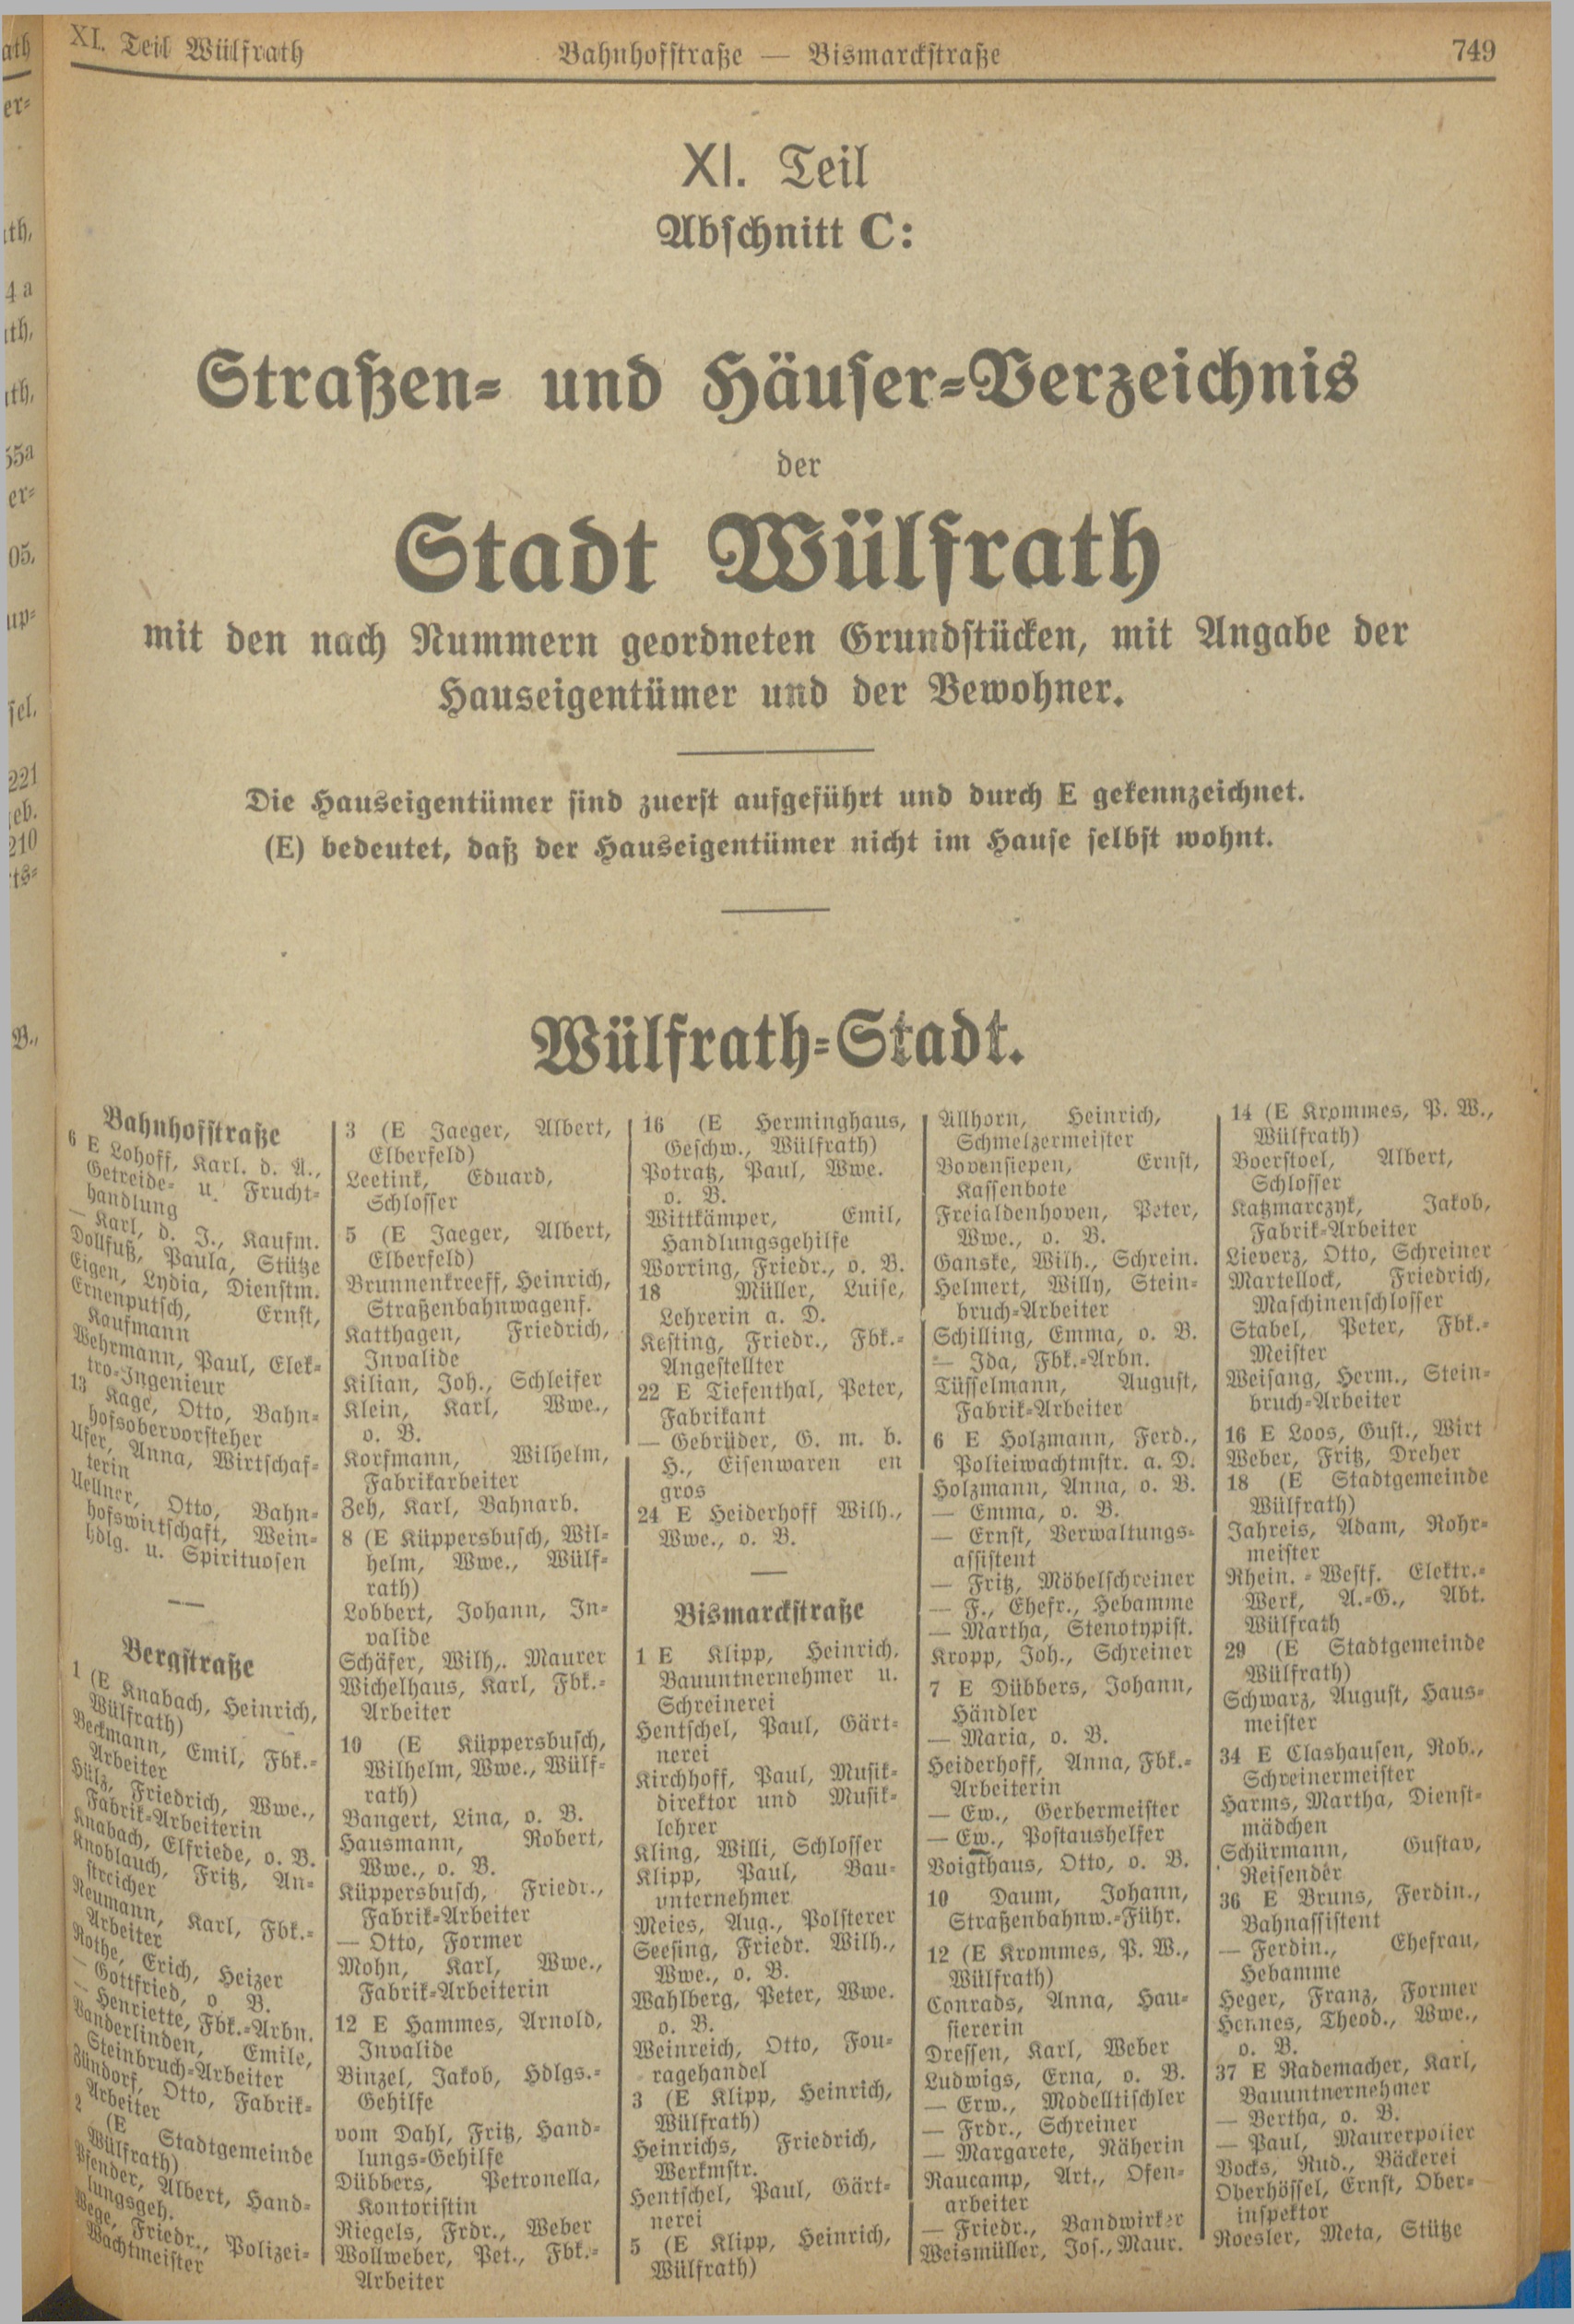 XI. Teil Wülfrath
Bahnhofstraße — Bismarckstraße
749
XI. Teil
Abschnitt C:
Straßen- und Häuser-Verzeichnis
der
Stadt Wülfrath
mit den nach Nummern geordneten Grundstücken, mit Angabe der
Hauseigentümer und der Bewohner.
Die Hauseigentümer sind zuerst aufgeführt und durch E gekennzeichnet.
(E) bedeutet, daß der Hauseigentümer nicht im Hause selbst wohnt.
Wülfrath-Stadt.
Bahnhofstraße
6 E Lohoff, Karl. d. A.,
Getreide- u. Frucht-
handlung
— Karl, d. J., Kaufm.
Dollfuß, Paula, Stütze
Eigen, Lydia, Dienstm.
Ernenputsch, Ernst,
Kaufmann
Wehrmann, Paul, Elek-
tro-Ingenieur
13 Kage, Otto, Bahn-
hofsobervorsteher
Ufer, Anna, Wirtschaf-
terin
Uellner, Otto, Bahn-
hofswirtschaft, Wein-
hdlg. u. Spirituosen
Bergstraße
1 (E Knabach, Heinrich,
Wülfrath)
Beckmann, Emil, Fbk.-
Arbeiter
Hülz, Friedrich, Wwe.,
Fabrik-Arbeiterin
Knabach, Elfriede, o. B.
Knoblauch, Fritz, An-
streicher
Neumann, Karl, Fbk.-
Arbeiter
Rothe, Erich, Heizer
— Gottfried, o. B.
— Henriette, Fbk.-Arbn.
Vanderlinden, Emile,
Steinbruch-Arbeiter
Zündorf, Otto, Fabrik-
Arbeiter
2 (E Stadtgemeinde
Wülfrath)
Pfender, Albert, Hand-
lungsgeh.
Wege, Friedr., Polizei-
Wachtmeister
3 (E Jaeger, Albert,
Elberfeld)
Leetink, Eduard,
Schlosser
5 (E Jaeger, Albert,
Elberfeld)
Brunnenkreeff, Heinrich,
Straßenbahnwagenf.
Katthagen, Friedrich,
Invalide
Kilian, Joh., Schleifer
Klein, Karl, Wwe.,
o. B.
Korfmann, Wilhelm,
Fabrikarbeiter
Zeh, Karl, Bahnarb.
8 (E Küppersbusch, Wil-
helm, Wwe., Wülf-
rath)
Lobbert, Johann, In-
valide
Schäfer, Wilh,. Maurer
Wichelhaus, Karl, Fbk.-
Arbeiter
10 (E Küppersbusch,
Wilhelm, Wwe., Wülf-
rath)
Bangert, Lina, o. B.
Hausmann, Robert,
Wwe., o. B.
Küppersbusch, Friedr.,
Fabrik-Arbeiter
— Otto, Former
Mohn, Karl, Wwe.,
Fabrik-Arbeiterin
12 E Hammes, Arnold,
Invalide
Binzel, Jakob, Hdlgs.-
Gehilfe
vom Dahl, Fritz, Hand-
lungs-Gehilfe
Dübbers, Petronella,
Kontoristin
Riegels, Frdr., Weber
Wollweber, Pet., Fbk.-
Arbeiter
16 (E Herminghaus,
Geschw., Wülfrath)
Potratz, Paul, Wwe.
o. B.
Wittkämper, Emil,
Handlungsgehilfe
Worring, Friedr., o. B.
18 Müller, Luise,
Lehrerin a. D.
Kesting, Friedr., Fbk.-
Angestellter
22 E Tiefenthal, Peter,
Fabrikant
— Gebrüder, G. m. b.
H., Eisenwaren en
gros
24 E Heiderhoff Wilh.,
Wwe., o. B.
Bismarckstraße
1 E Klipp, Heinrich,
Bauuntnernehmer u.
Schreinerei
Hentschel, Paul, Gärt-
nerei
Kirchhoff, Paul, Musik-
direktor und Musik-
lehrer
Kling, Willi, Schlosser
Klipp, Paul, Bau-
unternehmer
Meies, Aug., Polsterer
Seesing, Friedr. Wilh.,
Wwe., o. B.
Wahlberg, Peter, Wwe.
o. B.
Weinreich, Otto, Fou-
ragehandel
3 (E Klipp, Heinrich,
Wülfrath)
Heinrichs, Friedrich,
Werkmstr.
Hentschel, Paul, Gärt-
nerei
5 (E Klipp, Heinrich,
Wülfrath)
Allhorn, Heinrich,
Schmelzermeister
Bovensiepen, Ernst,
Kassenbote
Freialdenhoven, Peter,
Wwe., o. B.
Ganske, Wilh., Schrein.
Helmert, Willy, Stein-
bruch-Arbeiter
Schilling, Emma, o. B.
— Ida, Fbk.-Arbn.
Tüsselmann, August,
Fabrik-Arbeiter
6 E Holzmann, Ferd.,
Polieiwachtmstr. a. D.
Holzmann, Anna, o. B.
— Emma, o. B.
— Ernst, Verwaltungs-
assistent
— Fritz, Möbelschreiner
— F., Ehefr., Hebamme
— Martha, Stenotypist.
Kropp, Joh., Schreiner
7 E Dübbers, Johann,
Händler
— Maria, o. B.
Heiderhoff, Anna, Fbk.-
Arbeiterin
— Ew., Gerbermeister
— Ew., Postaushelfer
Voigthaus, Otto, o. B.
10 Daum, Johann,
Straßenbahnw.-Führ.
12 (E Krommes, P. W.,
Wülfrath)
Conrads, Anna, Hau-
siererin
Dressen, Karl, Weber
Ludwigs, Erna, o. B.
— Erw., Modelltischler
— Frdr., Schreiner
— Margarete, Näherin
Raucamp, Art., Ofen-
arbeiter
— Friedr., Bandwirker
Weismüller, Jos., Maur.
14 (E Krommes, P. W.,
Wülfrath)
Boerstoel, Albert,
Schlosser
Katzmarczyk, Jakob,
Fabrik-Arbeiter
Lieverz, Otto, Schreiner
Martellock, Friedrich,
Maschinenschlosser
Stabel, Peter, Fbk.-
Meister
Weisang, Herm., Stein-
bruch-Arbeiter
16 E Loos, Gust., Wirt
Weber, Fritz, Dreher
18 (E Stadtgemeinde
Wülfrath)
Jahreis, Adam, Rohr-
meister
Rhein.-Westf. Elektr.-
Werk, A.-G., Abt.
Wülfrath
29 (E Stadtgemeinde
Wülfrath)
Schwarz, August, Haus-
meister
34 E Clashausen, Rob.,
Schreinermeister
Harms, Martha, Dienst-
mädchen
Schürmann, Gustav,
Reisender
36 E Bruns, Ferdin.,
Bahnassistent
— Ferdin., Ehefrau,
Hebamme
Heger, Franz, Former
Hennes, Theod., Wwe.,
o. B.
37 E Rademacher, Karl,
Bauuntnernehmer
— Bertha, o. B.
— Paul, Maurerpolier
Bocks, Rud., Bäckerei
Oberhössel, Ernst, Ober-
inspektor
Roesler, Meta, Stütze